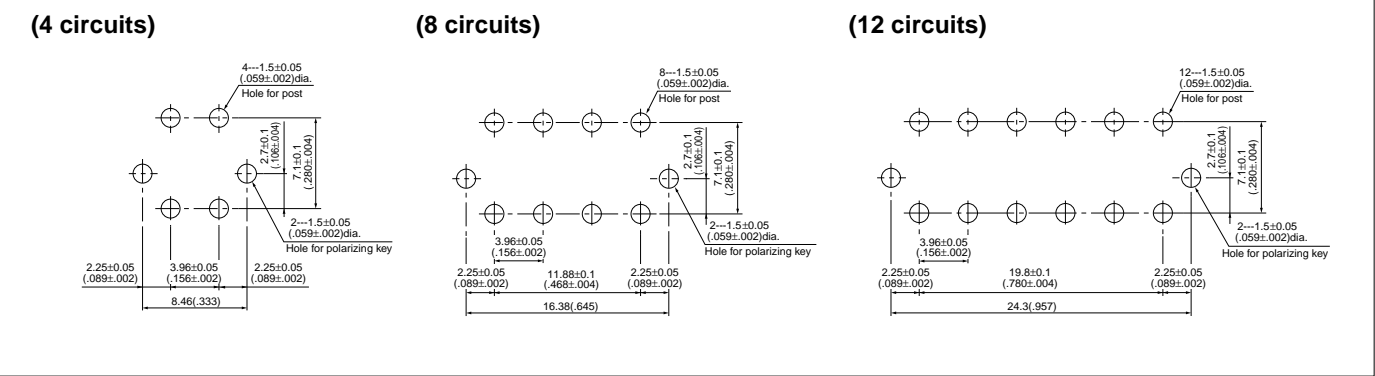 (4 circuits)
4---1.5±0.05
(.059±.002)dia.
Hole for post
2.7±0.1
(.106±.004)
7.1±0.1
(.280±.004)
2---1.5±0.05
(.059±.002)dia.
Hole for polarizing key
2.25±0.05
(.089±.002)
3.96±0.05
(.156±.002)
2.25±0.05
(.089±.002)
8.46(.333)
(8 circuits)
8---1.5±0.05
(.059±.002)dia.
Hole for post
2.7±0.1
(.106±.004)
7.1±0.1
(.280±.004)
2---1.5±0.05
(.059±.002)dia.
Hole for polarizing key
3.96±0.05
(.156±.002)
2.25±0.05
(.089±.002)
11.88±0.1
(.468±.004)
2.25±0.05
(.089±.002)
16.38(.645)
(12 circuits)
12---1.5±0.05
(.059±.002)dia.
Hole for post
2.7±0.1
(.106±.004)
7.1±0.1
(.280±.004)
2---1.5±0.05
(.059±.002)dia.
Hole for polarizing key
3.96±0.05
(.156±.002)
2.25±0.05
(.089±.002)
19.8±0.1
(.780±.004)
2.25±0.05
(.089±.002)
24.3(.957)